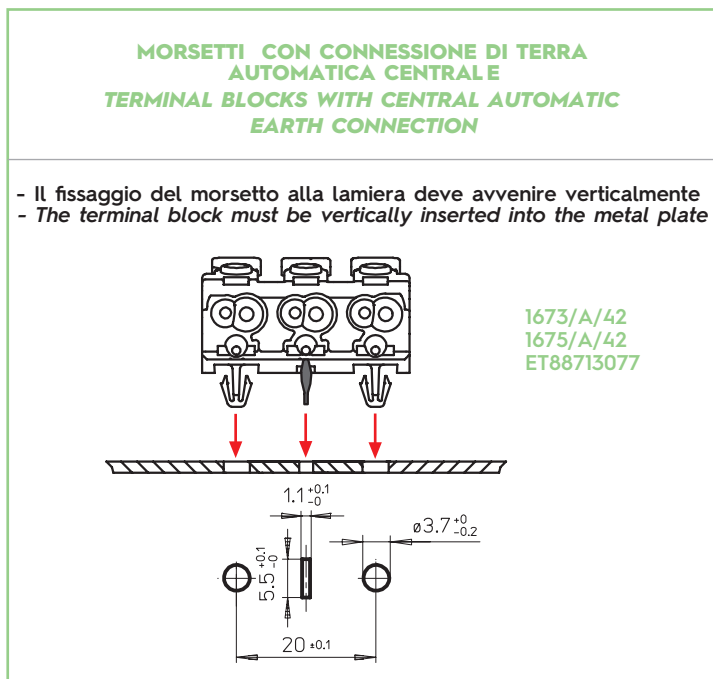 MORSETTI CON CONNESSIONE DI TERRA
AUTOMATICA CENTRALE
TERMINAL BLOCKS WITH CENTRAL AUTOMATIC
EARTH CONNECTION
- Il fissaggio del morsetto alla lamiera deve avvenire verticalmente
- The terminal block must be vertically inserted into the metal plate
1673/A/42
1675/A/42
ET88713077
1.1 +0.1 -0
ø3.7 +0 -0.2
5.5 +0.1 -0
20 ±0.1